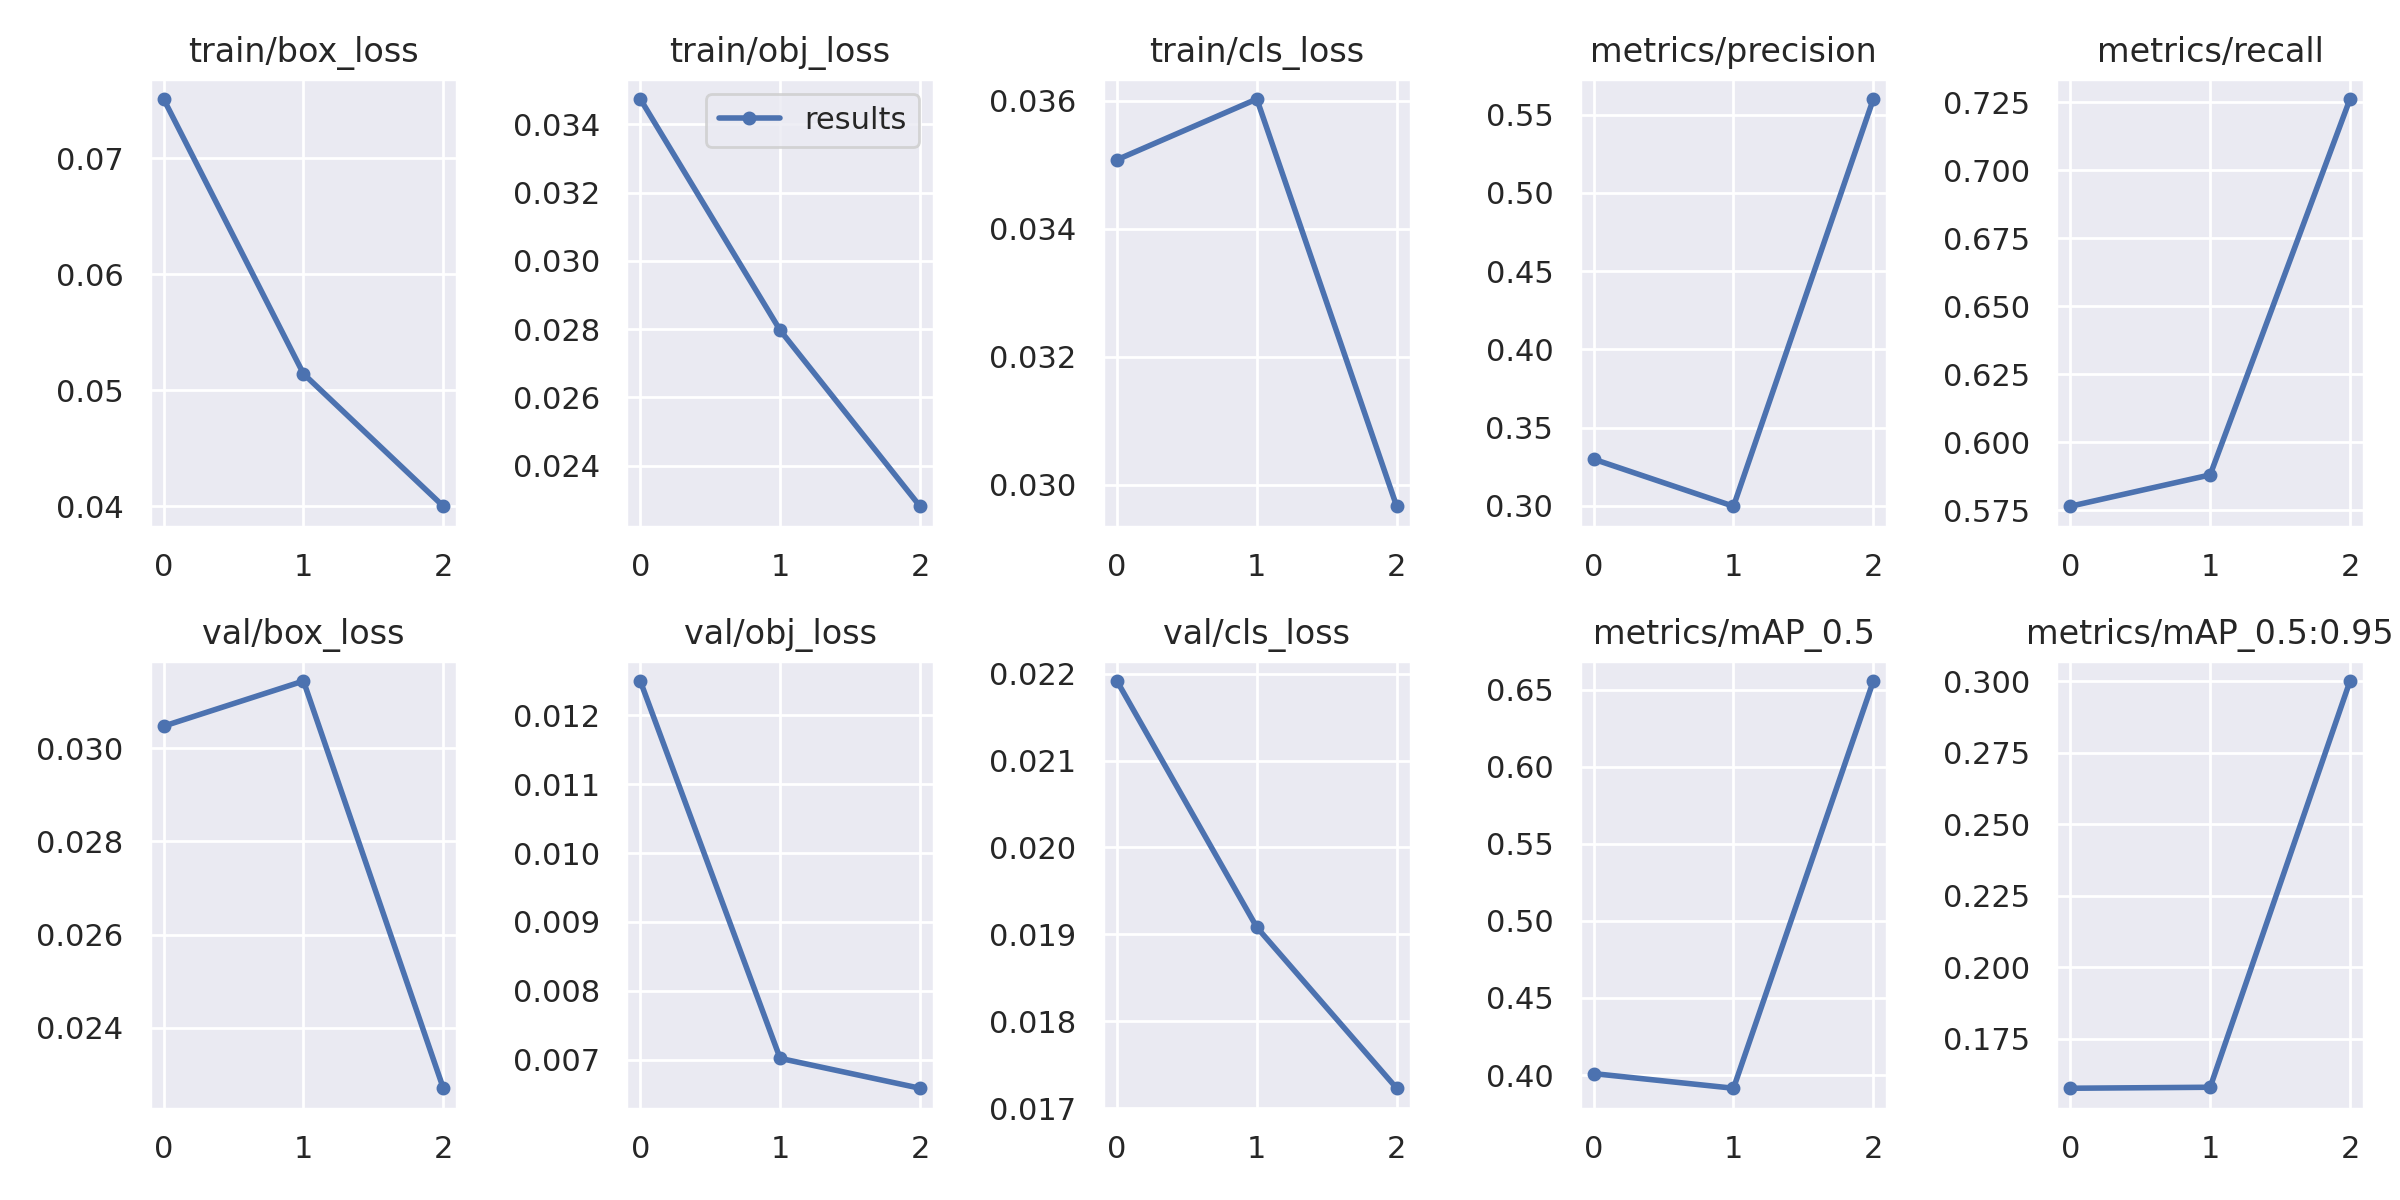 train/box_loss
0.07
0.06
0.05
0.04
0 1 2
train/obj_loss
results
0.034
0.032
0.030
0.028
0.026
0.024
0 1 2
train/cls_loss
0.036
0.034
0.032
0.030
0 1 2
metrics/precision
0.55
0.50
0.45
0.40
0.35
0.30
0 1 2
metrics/recall
0.725
0.700
0.675
0.650
0.625
0.600
0.575
0 1 2
val/box_loss
0.030
0.028
0.026
0.024
0 1 2
val/obj_loss
0.012
0.011
0.010
0.009
0.008
0.007
0 1 2
val/cls_loss
0.022
0.021
0.020
0.019
0.018
0.017
0 1 2
metrics/mAP_0.5
0.65
0.60
0.55
0.50
0.45
0.40
0 1 2
metrics/mAP_0.5:0.95
0.300
0.275
0.250
0.225
0.200
0.175
0 1 2